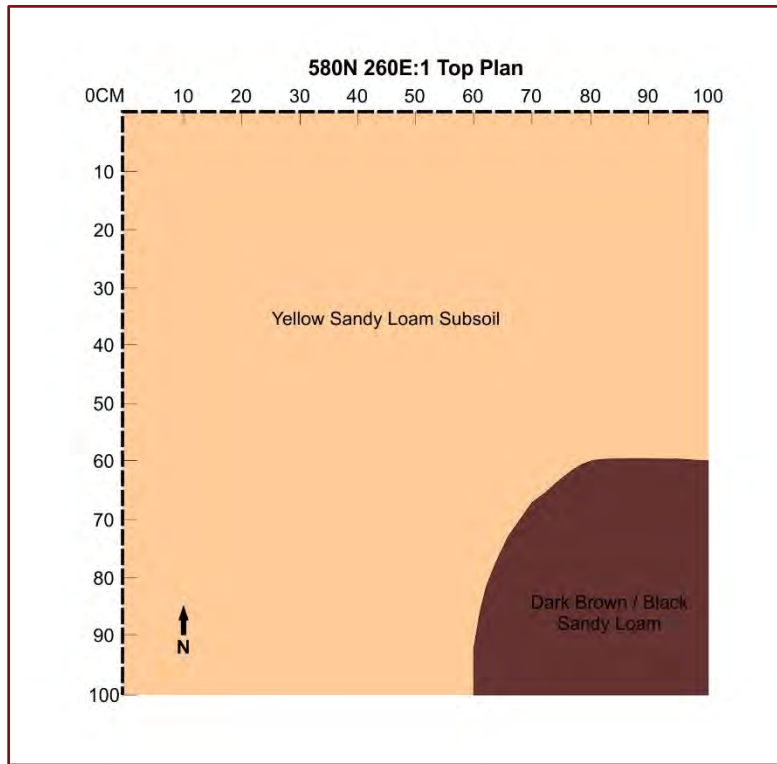 580N 260E:1 Top Plan
0CM 10 20 30 40 50 60 70 80 90 100
10
20
30
Yellow Sandy Loam Subsoil
40
50
60
70
80
Dark Brown / Black
Sandy Loam
90
N
100